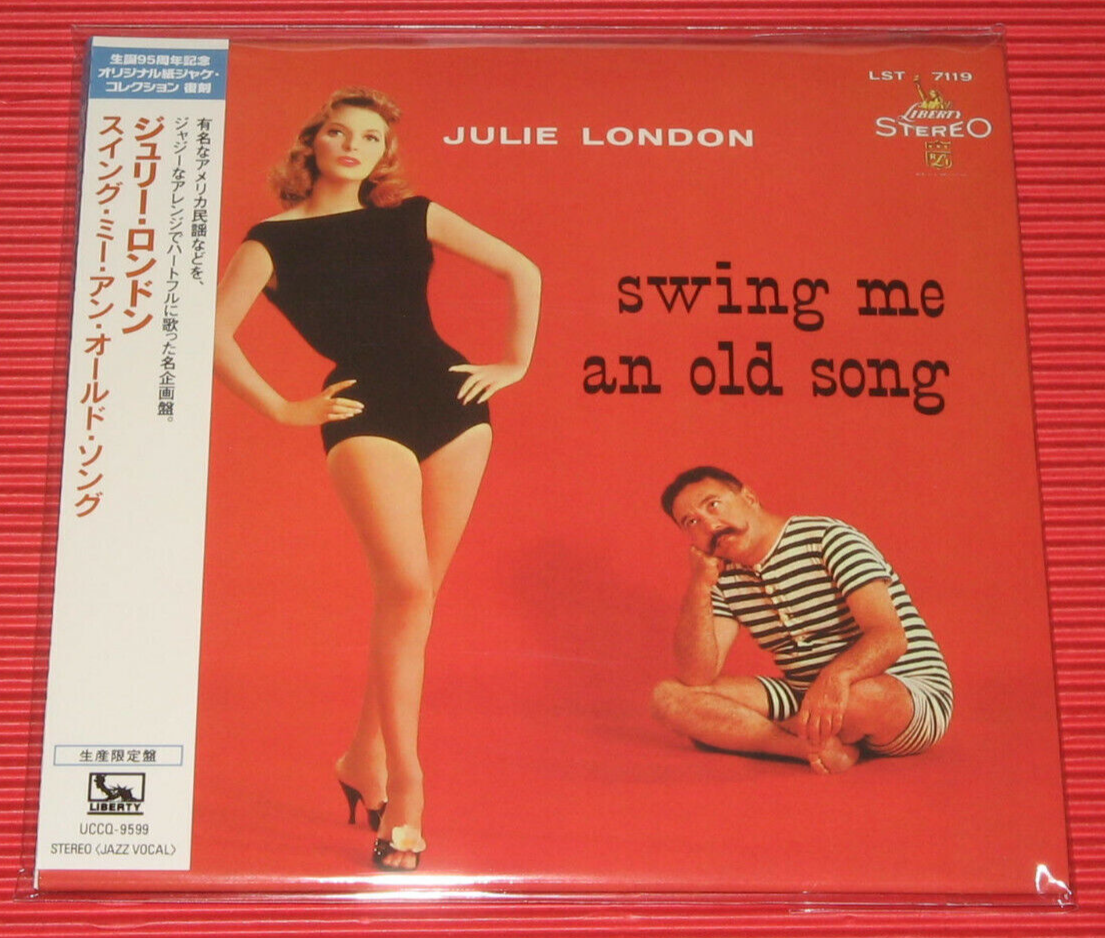 生誕95周年記念
オリジナル紙ジャケ・
コレクション 復刻
有名なアメリカ民謡などを、
ジャジーなアレンジでハートフルに歌った名企画盤。
ジュリー・ロンドン
スイング・ミー・アン・オールド・ソング
生産限定盤
LIBERTY
UCCQ-9599
STEREO〈JAZZ VOCAL〉
JULIE LONDON
LST 7119
LIBERTY
STEREO
swing me
an old song